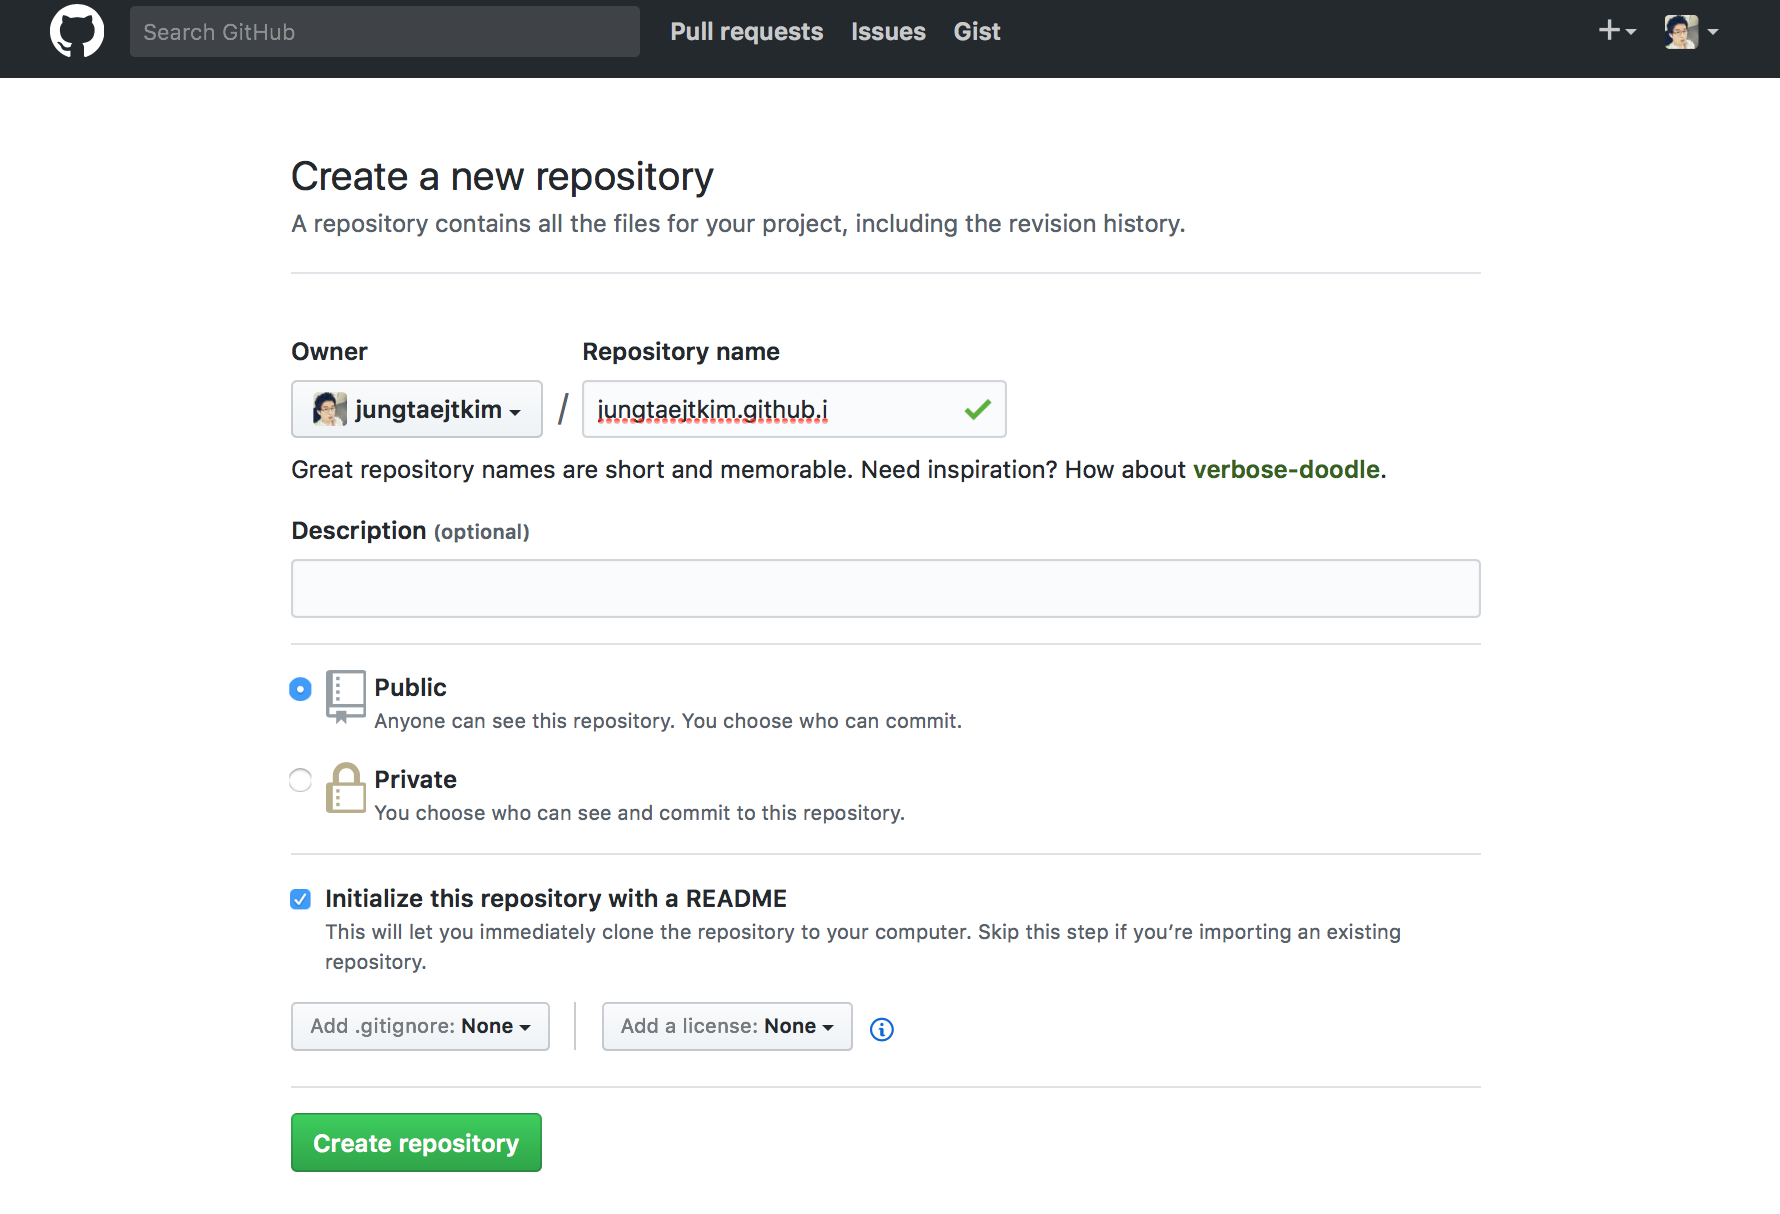 Search GitHub
Pull requests
Issues
Gist
Create a new repository
A repository contains all the files for your project, including the revision history.
Owner
Repository name
jungtaejtkim
/
jungtaejtkim.github.i
Great repository names are short and memorable. Need inspiration? How about verbose-doodle.
Description (optional)
Public
Anyone can see this repository. You choose who can commit.
Private
You choose who can see and commit to this repository.
Initialize this repository with a README
This will let you immediately clone the repository to your computer. Skip this step if you’re importing an existing
repository.
Add .gitignore: None
Add a license: None
Create repository